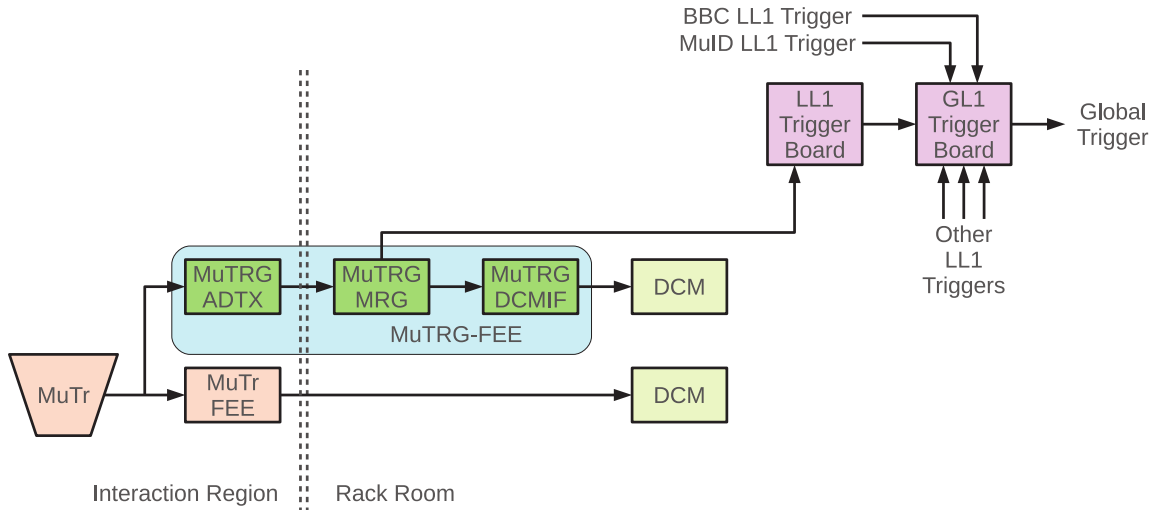 BBC LL1 Trigger
MuID LL1 Trigger
LL1
Trigger
Board
GL1
Trigger
Board
Global
Trigger
Other
LL1
Triggers
MuTRG
ADTX
MuTRG
MRG
MuTRG
DCMIF
DCM
MuTRG-FEE
MuTr
MuTr
FEE
DCM
Interaction Region
Rack Room